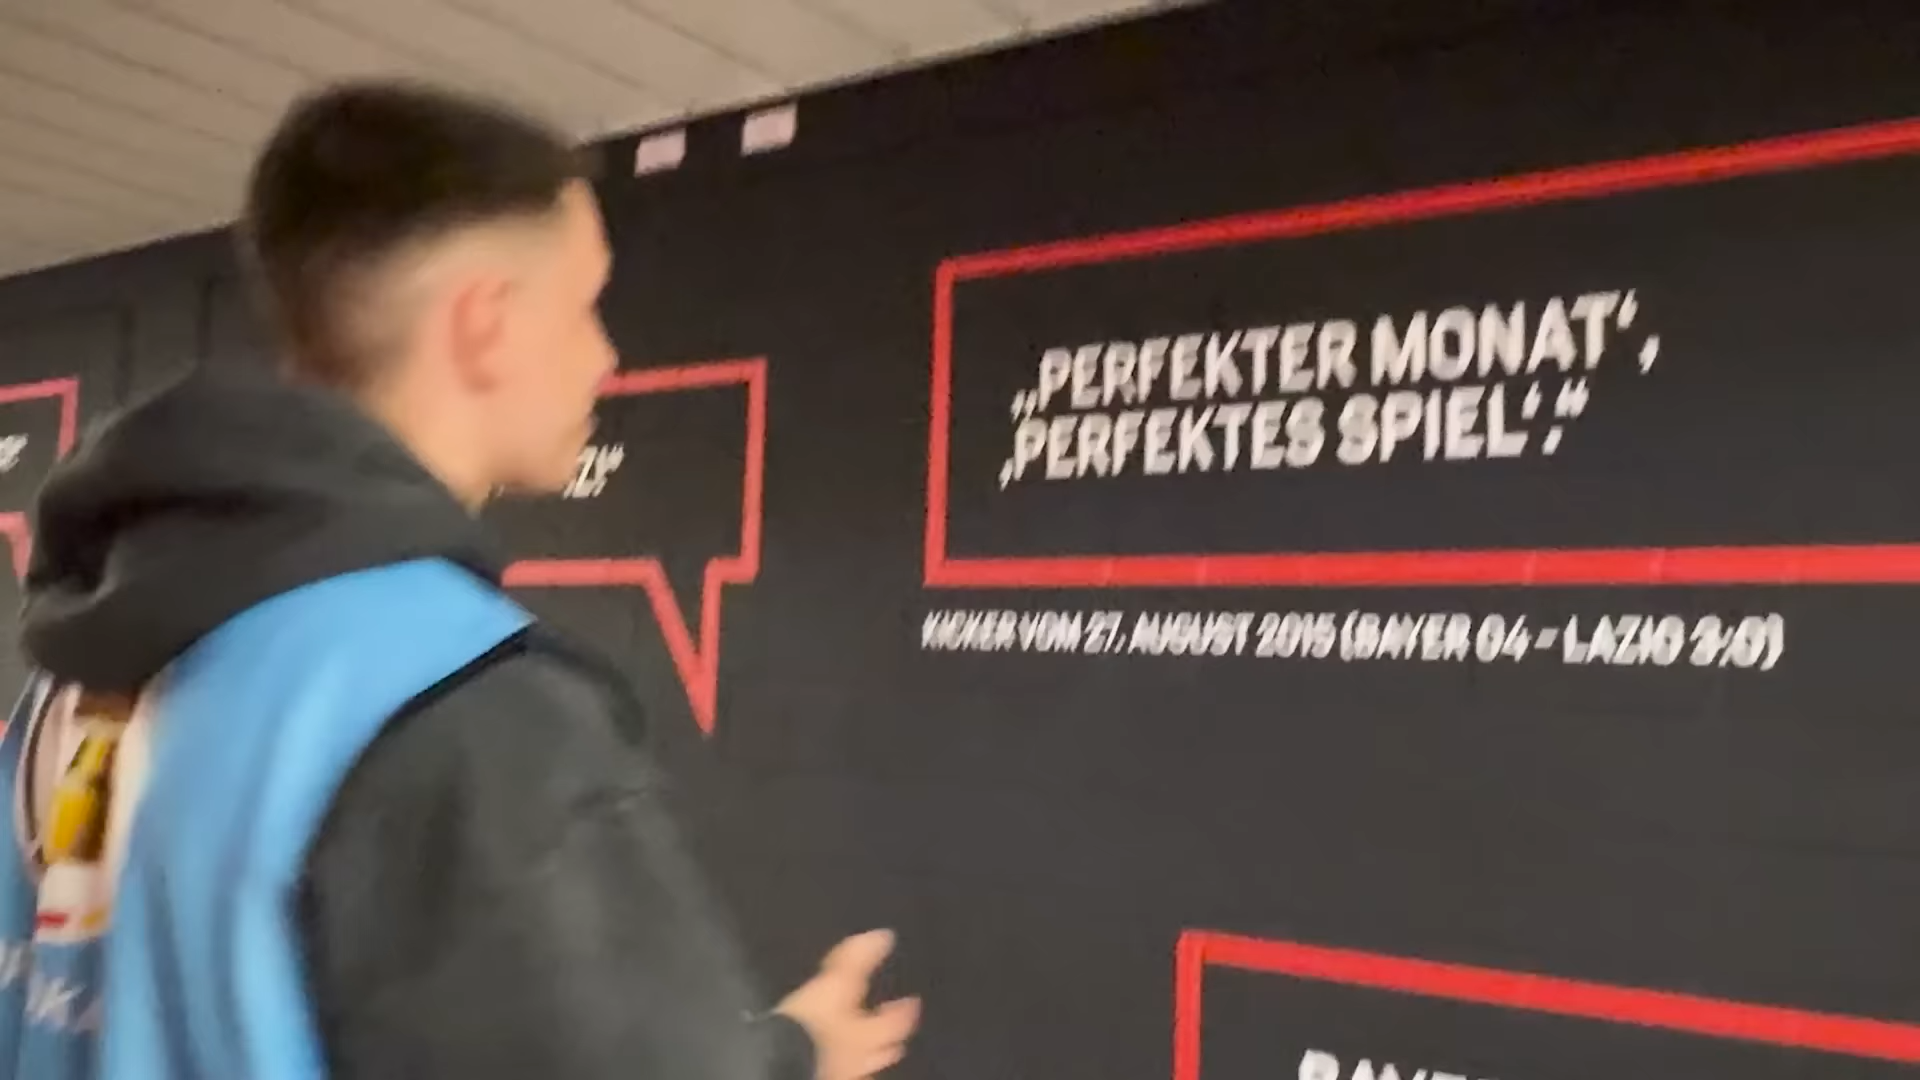 „PERFEKTER MONAT‘,
‚PERFEKTES SPIEL‘;“
KICKER VOM 27. AUGUST 2015 (BAYER 04 - LAZIO 3:0)